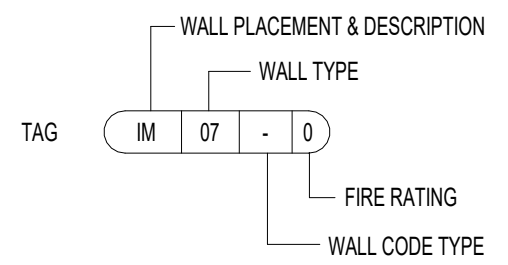 WALL PLACEMENT & DESCRIPTION
WALL TYPE
TAG IM 07 - 0
FIRE RATING
WALL CODE TYPE